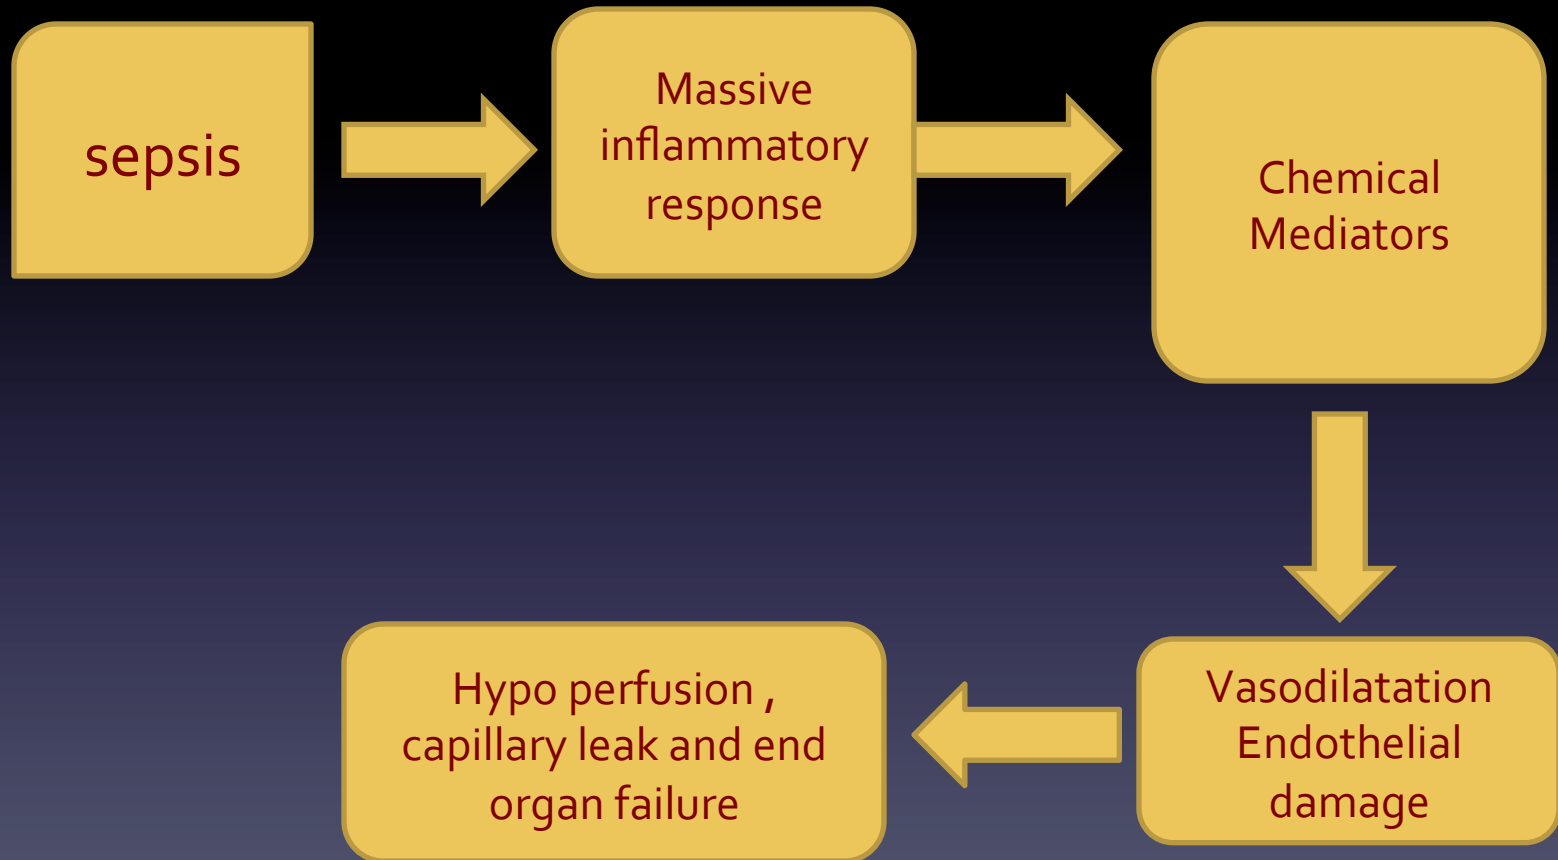 sepsis
Massive
inflammatory
response
Chemical
Mediators
Vasodilatation
Endothelial
damage
Hypo perfusion ,
capillary leak and end
organ failure